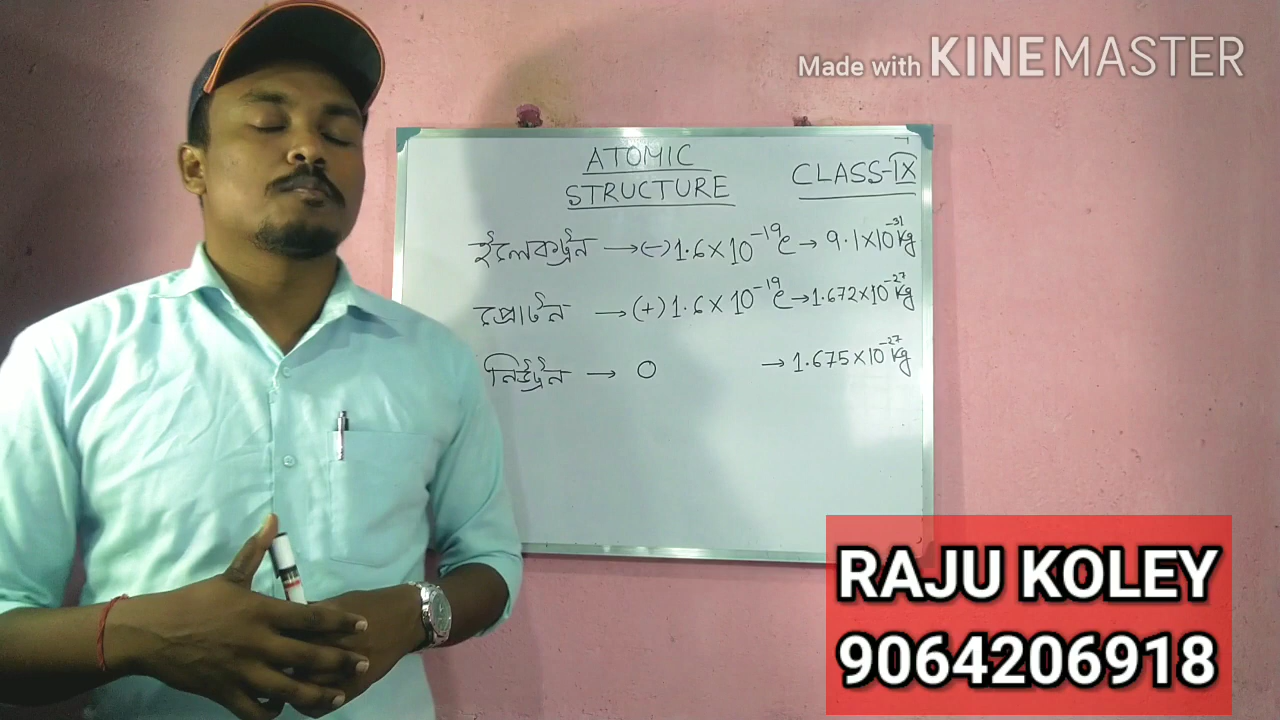 Made with KINEMASTER
ATOMIC
STRUCTURE
CLASS-IX
ইলেকট্রন → (-) 1.6 × 10⁻¹⁹ C → 9.1 × 10⁻³¹ Kg
প্রোটন → (+) 1.6 × 10⁻¹⁹ C → 1.672 × 10⁻²⁷ Kg
নিউট্রন → 0 → 1.675 × 10⁻²⁷ Kg
RAJU KOLEY
9064206918